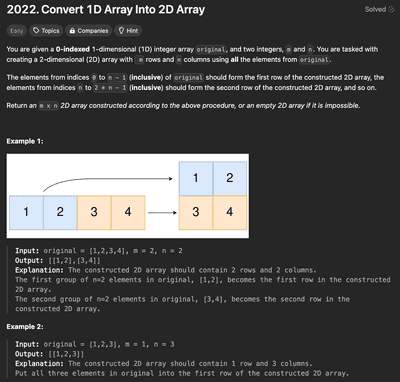 2022. Convert 1D Array Into 2D Array
Solved
Easy Topics Companies Hint
You are given a 0-indexed 1-dimensional (1D) integer array original, and two integers, m and n. You are tasked with
creating a 2-dimensional (2D) array with m rows and n columns using all the elements from original.
The elements from indices 0 to n - 1 (inclusive) of original should form the first row of the constructed 2D array, the
elements from indices n to 2 * n - 1 (inclusive) should form the second row of the constructed 2D array, and so on.
Return an m x n 2D array constructed according to the above procedure, or an empty 2D array if it is impossible.
Example 1:
1 2
1 2 3 4 3 4
Input: original = [1,2,3,4], m = 2, n = 2
Output: [[1,2],[3,4]]
Explanation: The constructed 2D array should contain 2 rows and 2 columns.
The first group of n=2 elements in original, [1,2], becomes the first row in the constructed
2D array.
The second group of n=2 elements in original, [3,4], becomes the second row in the
constructed 2D array.
Example 2:
Input: original = [1,2,3], m = 1, n = 3
Output: [[1,2,3]]
Explanation: The constructed 2D array should contain 1 row and 3 columns.
Put all three elements in original into the first row of the constructed 2D array.